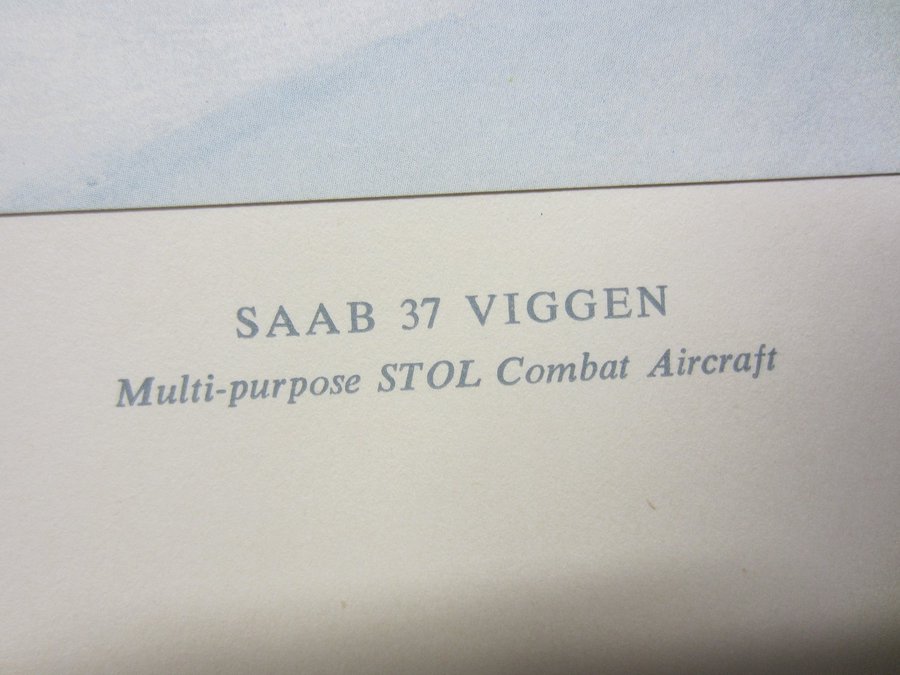 SAAB 37 VIGGEN
Multi-purpose STOL Combat Aircraft